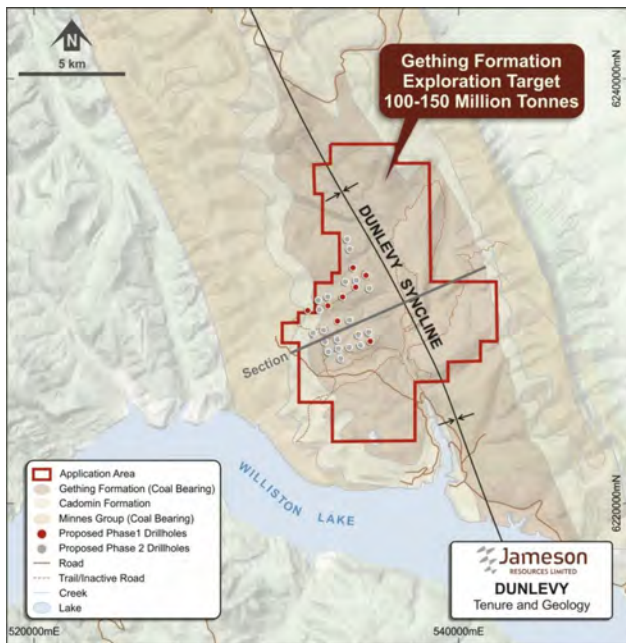 N
5 km
Gething Formation
Exploration Target
100-150 Million Tonnes
6240000mN
DUNLEVY SYNCLINE
Section
WILLISTON LAKE
6220000mN
Application Area
Gething Formation (Coal Bearing)
Cadomin Formation
Minnes Group (Coal Bearing)
Proposed Phase1 Drillholes
Proposed Phase 2 Drillholes
Road
Trail/Inactive Road
Creek
Lake
Jameson
RESOURCES LIMITED
DUNLEVY
Tenure and Geology
520000mE
540000mE